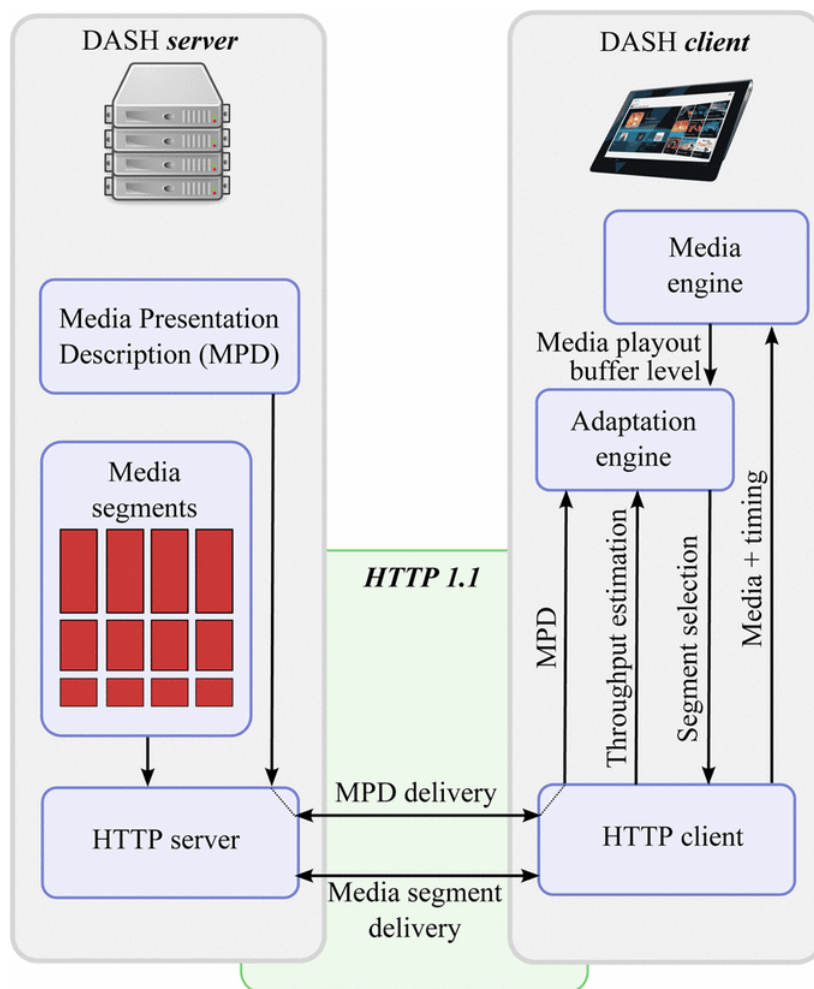 DASH server
Media Presentation
Description (MPD)
Media
segments
HTTP server
HTTP 1.1
MPD delivery
Media segment
delivery
DASH client
Media
engine
Media playout
buffer level
Adaptation
engine
MPD
Throughput estimation
Segment selection
Media + timing
HTTP client